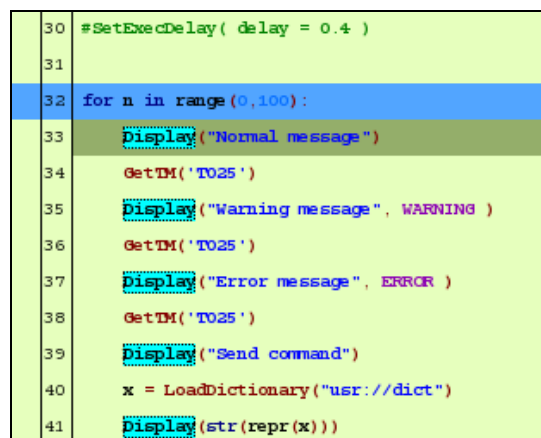 30 #SetExecDelay( delay = 0.4 )
31
32 for n in range(0,100):
33 Display("Normal message")
34 GetTM('T025')
35 Display("Warning message", WARNING )
36 GetTM('T025')
37 Display("Error message", ERROR )
38 GetTM('T025')
39 Display("Send command")
40 x = LoadDictionary("usr://dict")
41 Display(str(repr(x)))